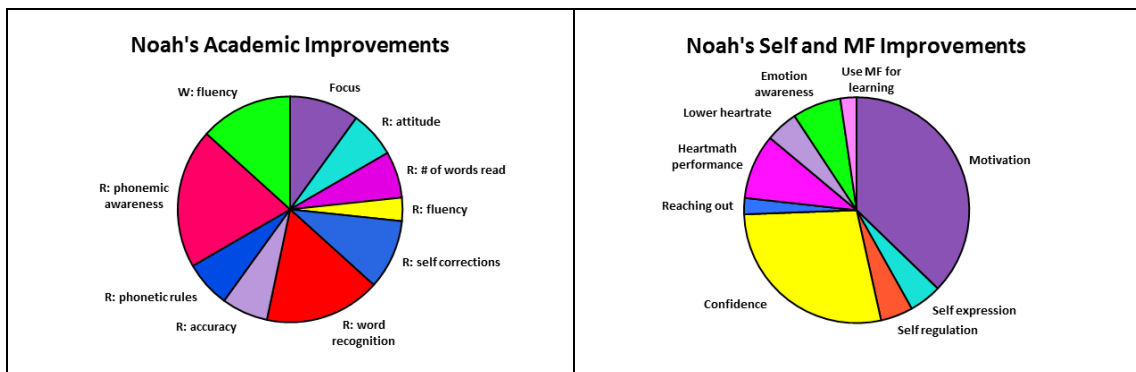 Noah's Academic Improvements
W: fluency
Focus
R: attitude
R: # of words read
R: fluency
R: self corrections
R: word
recognition
R: accuracy
R: phonetic rules
R: phonemic
awareness
Noah's Self and MF Improvements
Use MF for
learning
Emotion
awareness
Lower heartrate
Heartmath
performance
Reaching out
Confidence
Motivation
Self expression
Self regulation